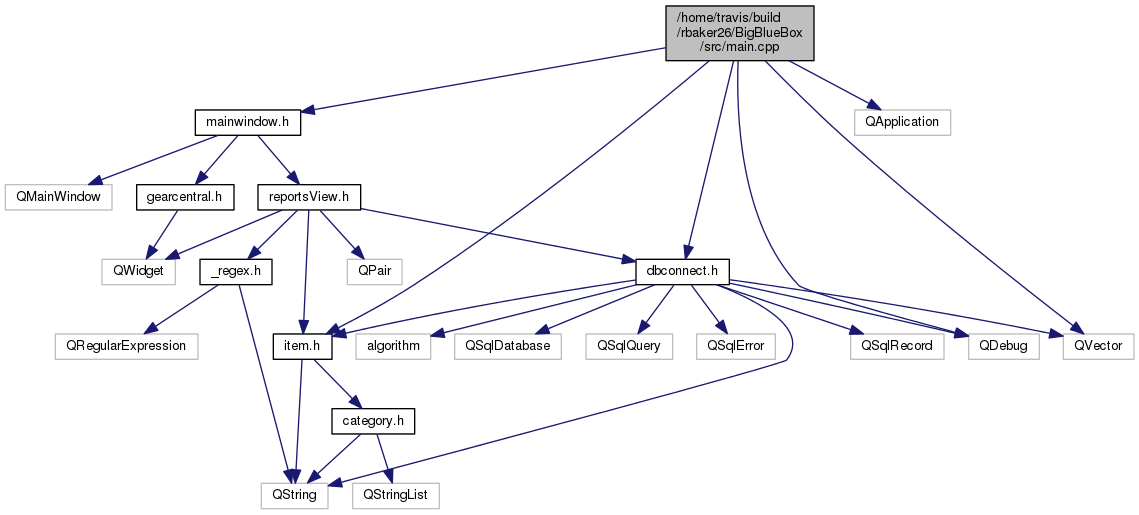 /home/travis/build
/rbaker26/BigBlueBox
/src/main.cpp
mainwindow.h
QApplication
QMainWindow
gearcentral.h
reportsView.h
QWidget
_regex.h
QPair
dbconnect.h
QRegularExpression
item.h
algorithm
QSqlDatabase
QSqlQuery
QSqlError
QSqlRecord
QDebug
QVector
category.h
QString
QStringList